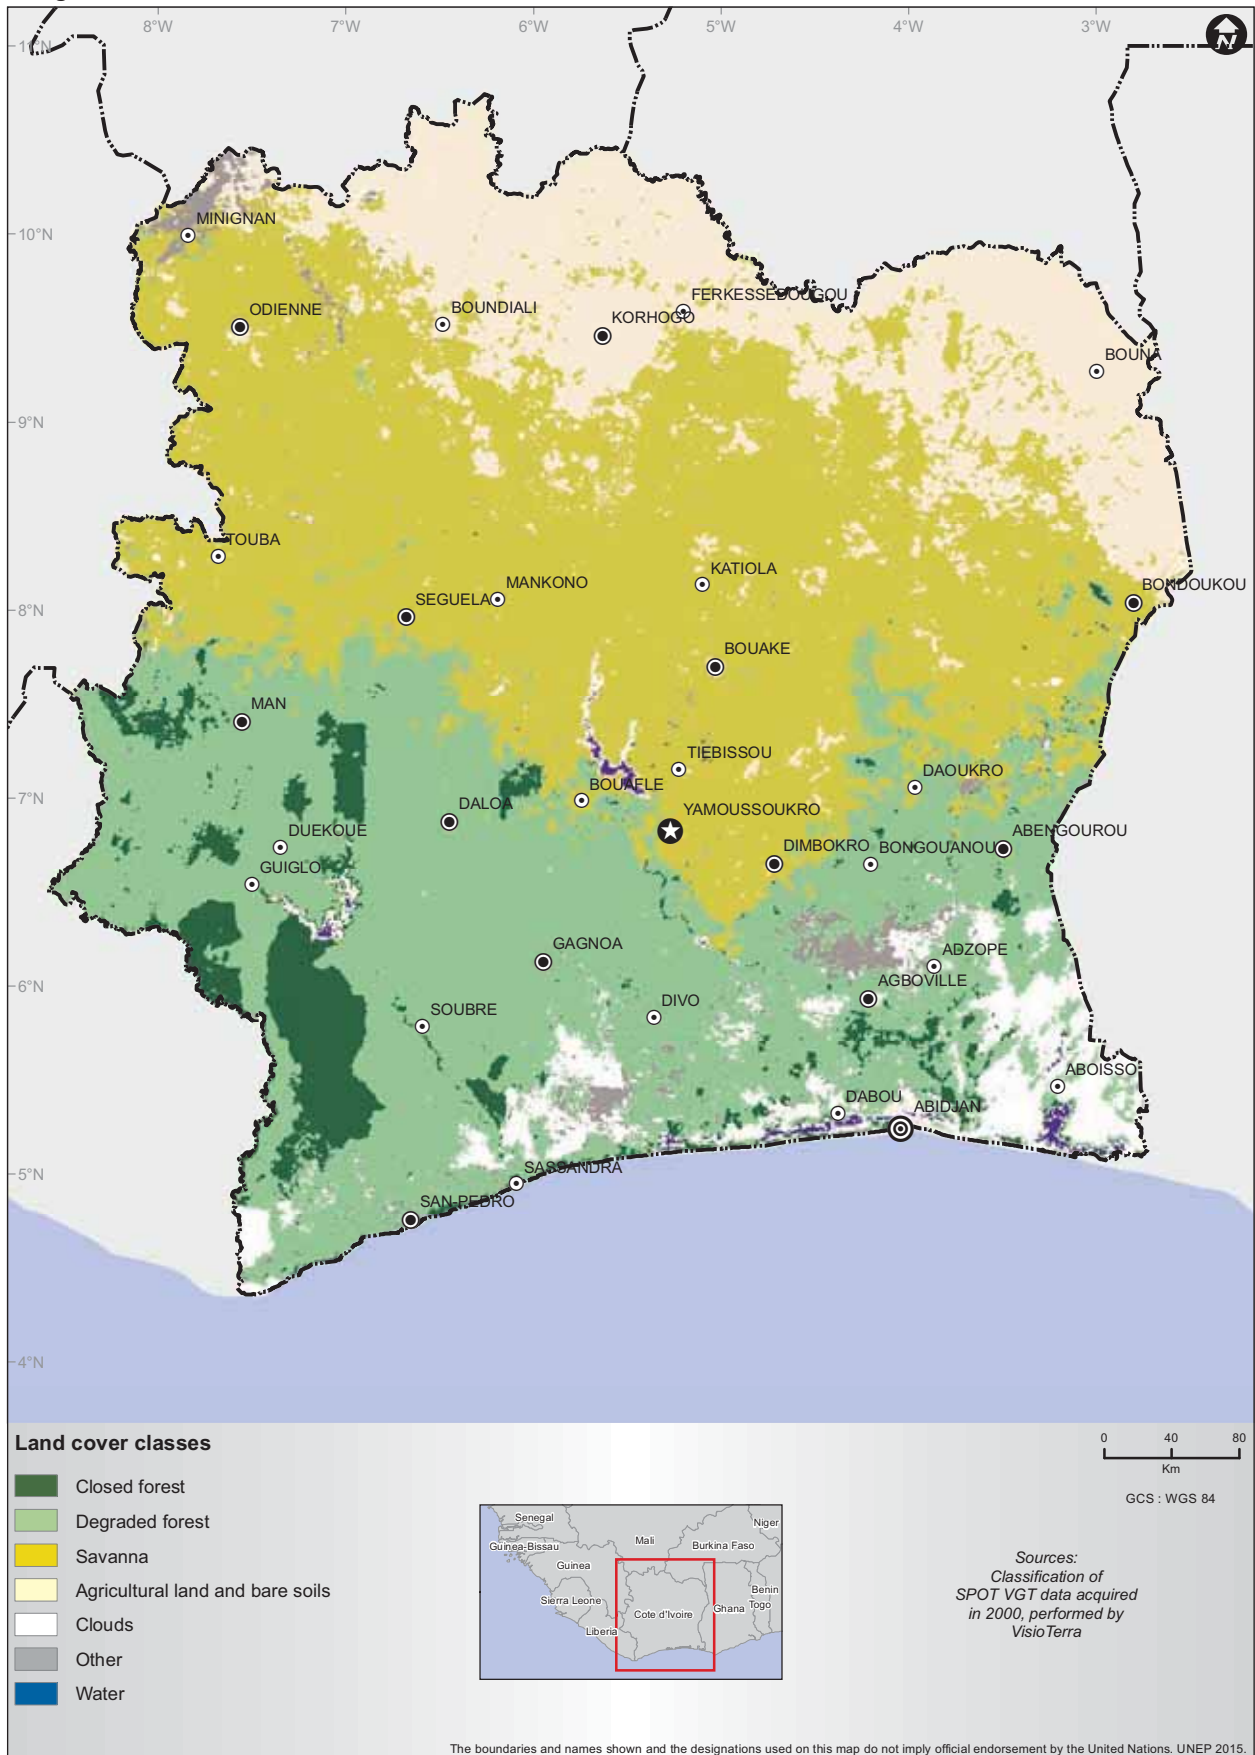 8°W 7°W 6°W 5°W 4°W 3°W
11°N
N
MINIGNAN
10°N
FERKESSEDOUGOU
ODIENNE
BOUNDIALI
KORHOGO
BOUNA
9°N
TOUBA
KATIOLA
MANKONO
BONDOUKOU
SEGUELA
8°N
BOUAKE
MAN
TIEBISSOU
DAOUKRO
BOUAFLE
7°N
DALOA
YAMOUSSOUKRO
DUEKOUE
ABENGOUROU
DIMBOKRO
BONGOUANOU
GUIGLO
GAGNOA
ADZOPE
6°N
AGBOVILLE
DIVO
SOUBRE
ABOISSO
DABOU
ABIDJAN
5°N
SASSANDRA
SAN-PEDRO
4°N
Land cover classes
Closed forest
Degraded forest
Savanna
Agricultural land and bare soils
Clouds
Other
Water
Senegal
Niger
Mali
Guinea-Bissau
Burkina Faso
Guinea
Benin
Sierra Leone
Togo
Ghana
Cote d'Ivoire
Liberia
0 40 80
Km
GCS : WGS 84
Sources:
Classification of
SPOT VGT data acquired
in 2000, performed by
VisioTerra
The boundaries and names shown and the designations used on this map do not imply official endorsement by the United Nations. UNEP 2015.